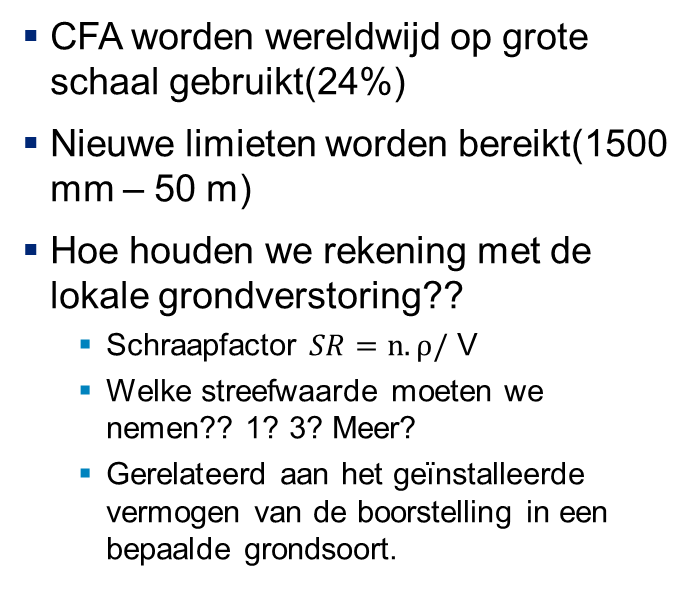 ▪ CFA worden wereldwijd op grote
schaal gebruikt(24%)
▪ Nieuwe limieten worden bereikt(1500
mm – 50 m)
▪ Hoe houden we rekening met de
lokale grondverstoring??
▪ Schraapfactor SR = n. ρ/ V
▪ Welke streefwaarde moeten we
nemen?? 1? 3? Meer?
▪ Gerelateerd aan het geïnstalleerde
vermogen van de boorstelling in een
bepaalde grondsoort.